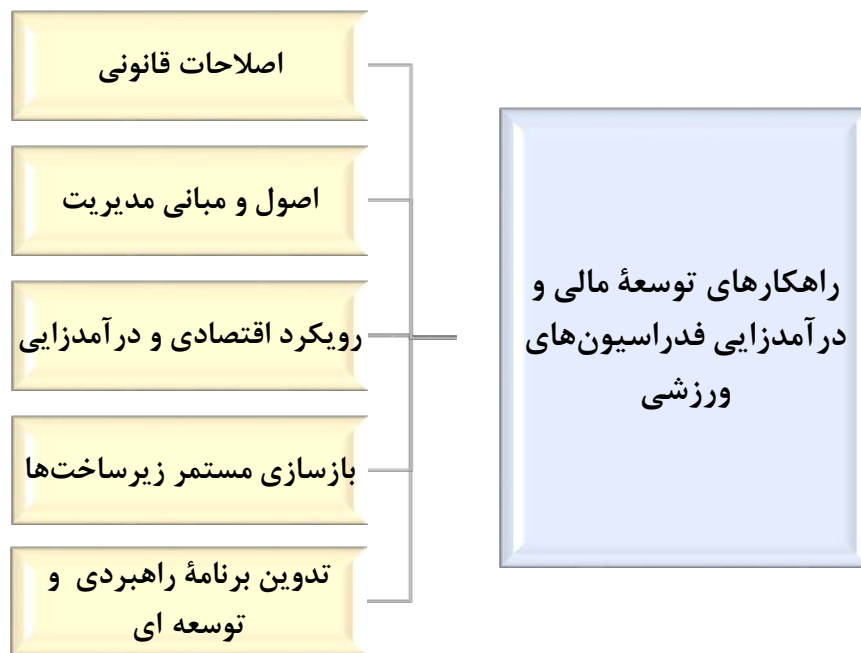 راهکارهای توسعهٔ مالی و
درآمدزایی فدراسیون‌های
ورزشی
اصلاحات قانونی
اصول و مبانی مدیریت
رویکرد اقتصادی و درآمدزایی
بازسازی مستمر زیرساخت‌ها
تدوین برنامهٔ راهبردی و
توسعه ای